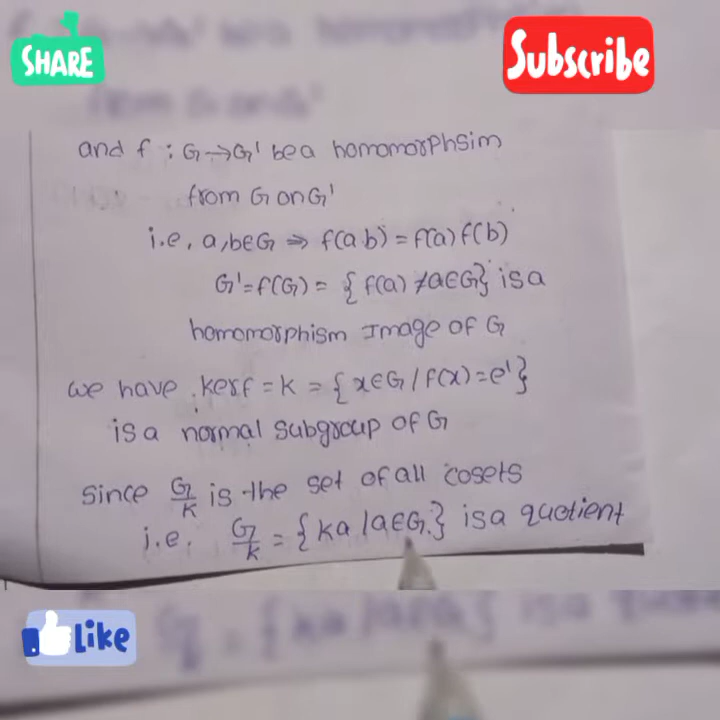 SHARE
Subscribe
and f : G→G' be a homomorphsim
from G on G'
i.e, a,b∈G ⇒ f(ab) = f(a) f(b)
G'=f(G) = { f(a) / a∈G} is a
homomorphism Image of G
we have kerf = k = { x∈G / f(x) = e' }
is a normal subgroup of G
since G/k is the set of all cosets
i.e. G/k = { ka / a∈G } is a quotient
Like